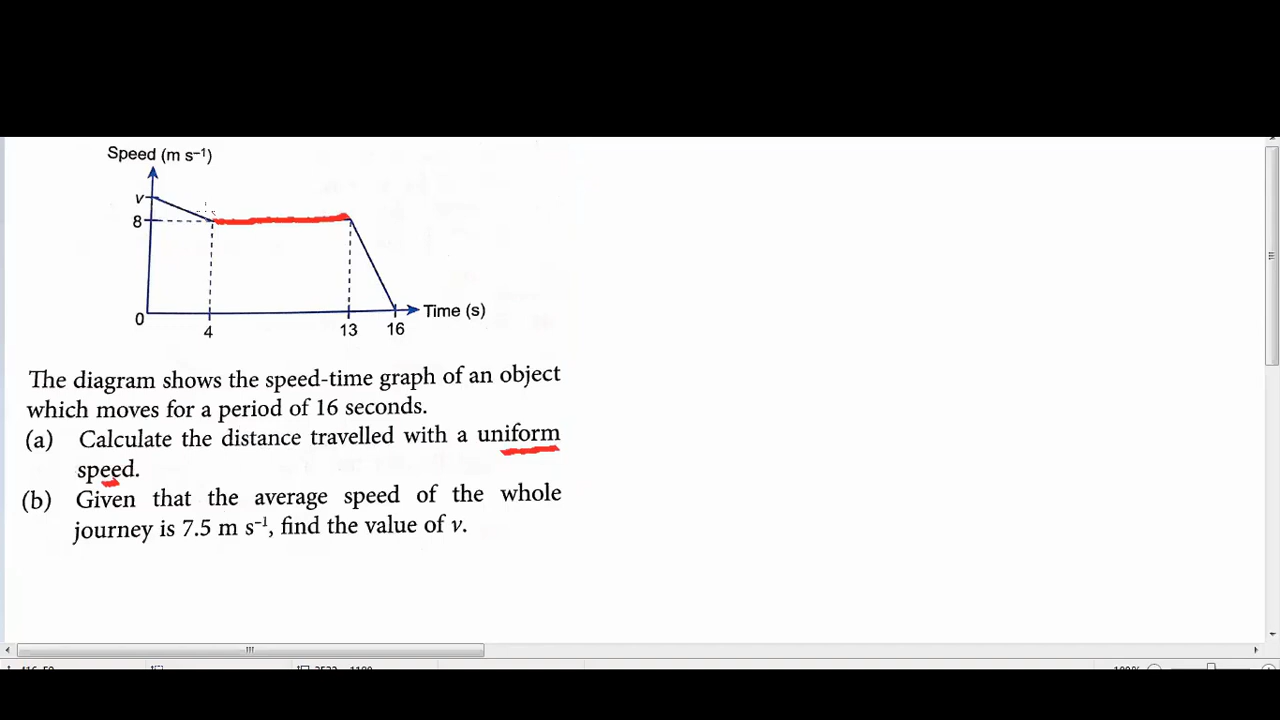 Speed (m s⁻¹)
v
8
0
4
13
16
Time (s)
The diagram shows the speed-time graph of an object
which moves for a period of 16 seconds.
(a) Calculate the distance travelled with a uniform
speed.
(b) Given that the average speed of the whole
journey is 7.5 m s⁻¹, find the value of v.